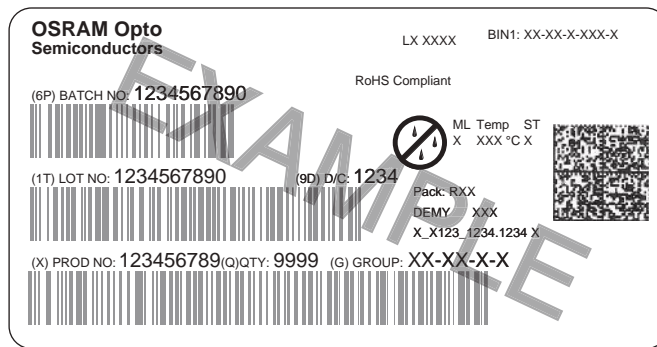 OSRAM Opto
Semiconductors
LX XXXX
BIN1: XX-XX-X-XXX-X
RoHS Compliant
(6P) BATCH NO: 1234567890
ML Temp ST
X XXX °C X
(1T) LOT NO: 1234567890 (9D) D/C: 1234
Pack: RXX
DEMY XXX
X_X123_1234.1234 X
(X) PROD NO: 123456789(Q)QTY: 9999 (G) GROUP: XX-XX-X-X
EXAMPLE